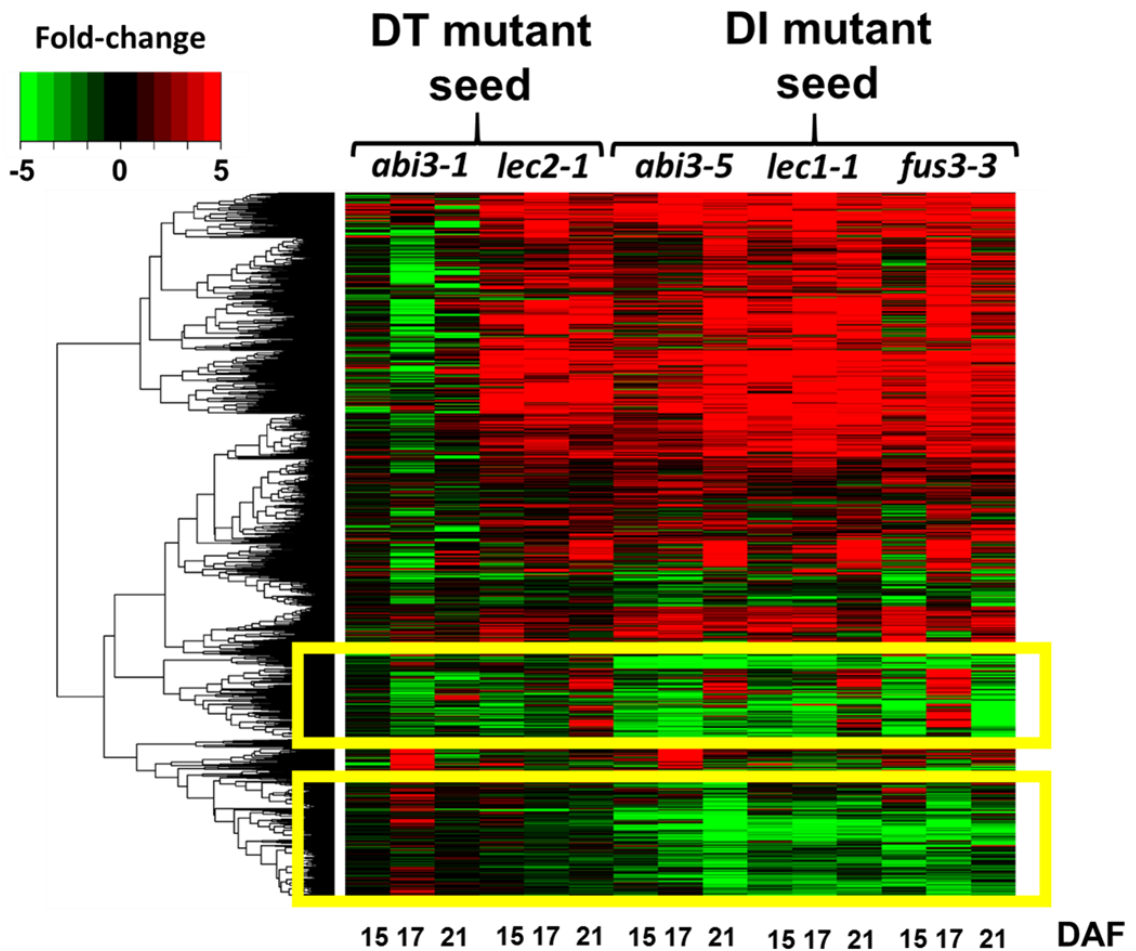 Fold-change
-5 0 5
DT mutant
seed
DI mutant
seed
abi3-1 lec2-1 abi3-5 lec1-1 fus3-3
15 17 21 15 17 21 15 17 21 15 17 21 15 17 21 DAF